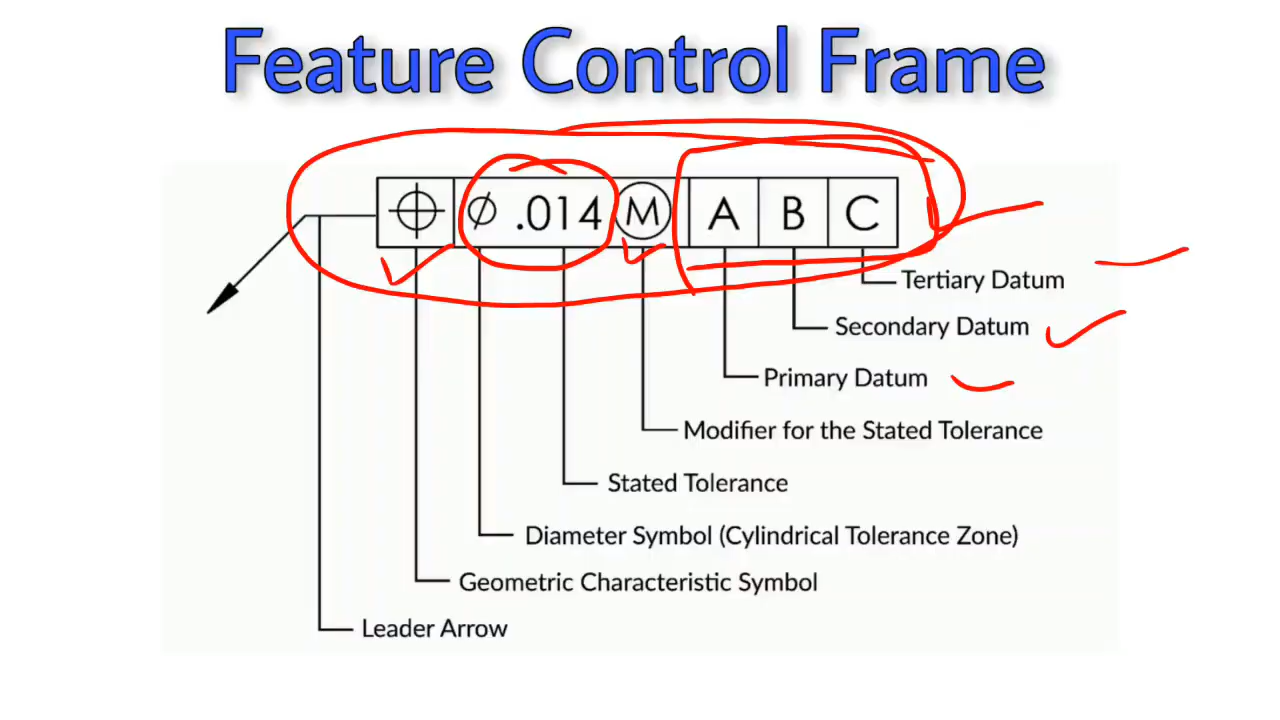 Feature Control Frame
⌀ .014 Ⓜ A B C
Tertiary Datum
Secondary Datum
Primary Datum
Modifier for the Stated Tolerance
Stated Tolerance
Diameter Symbol (Cylindrical Tolerance Zone)
Geometric Characteristic Symbol
Leader Arrow